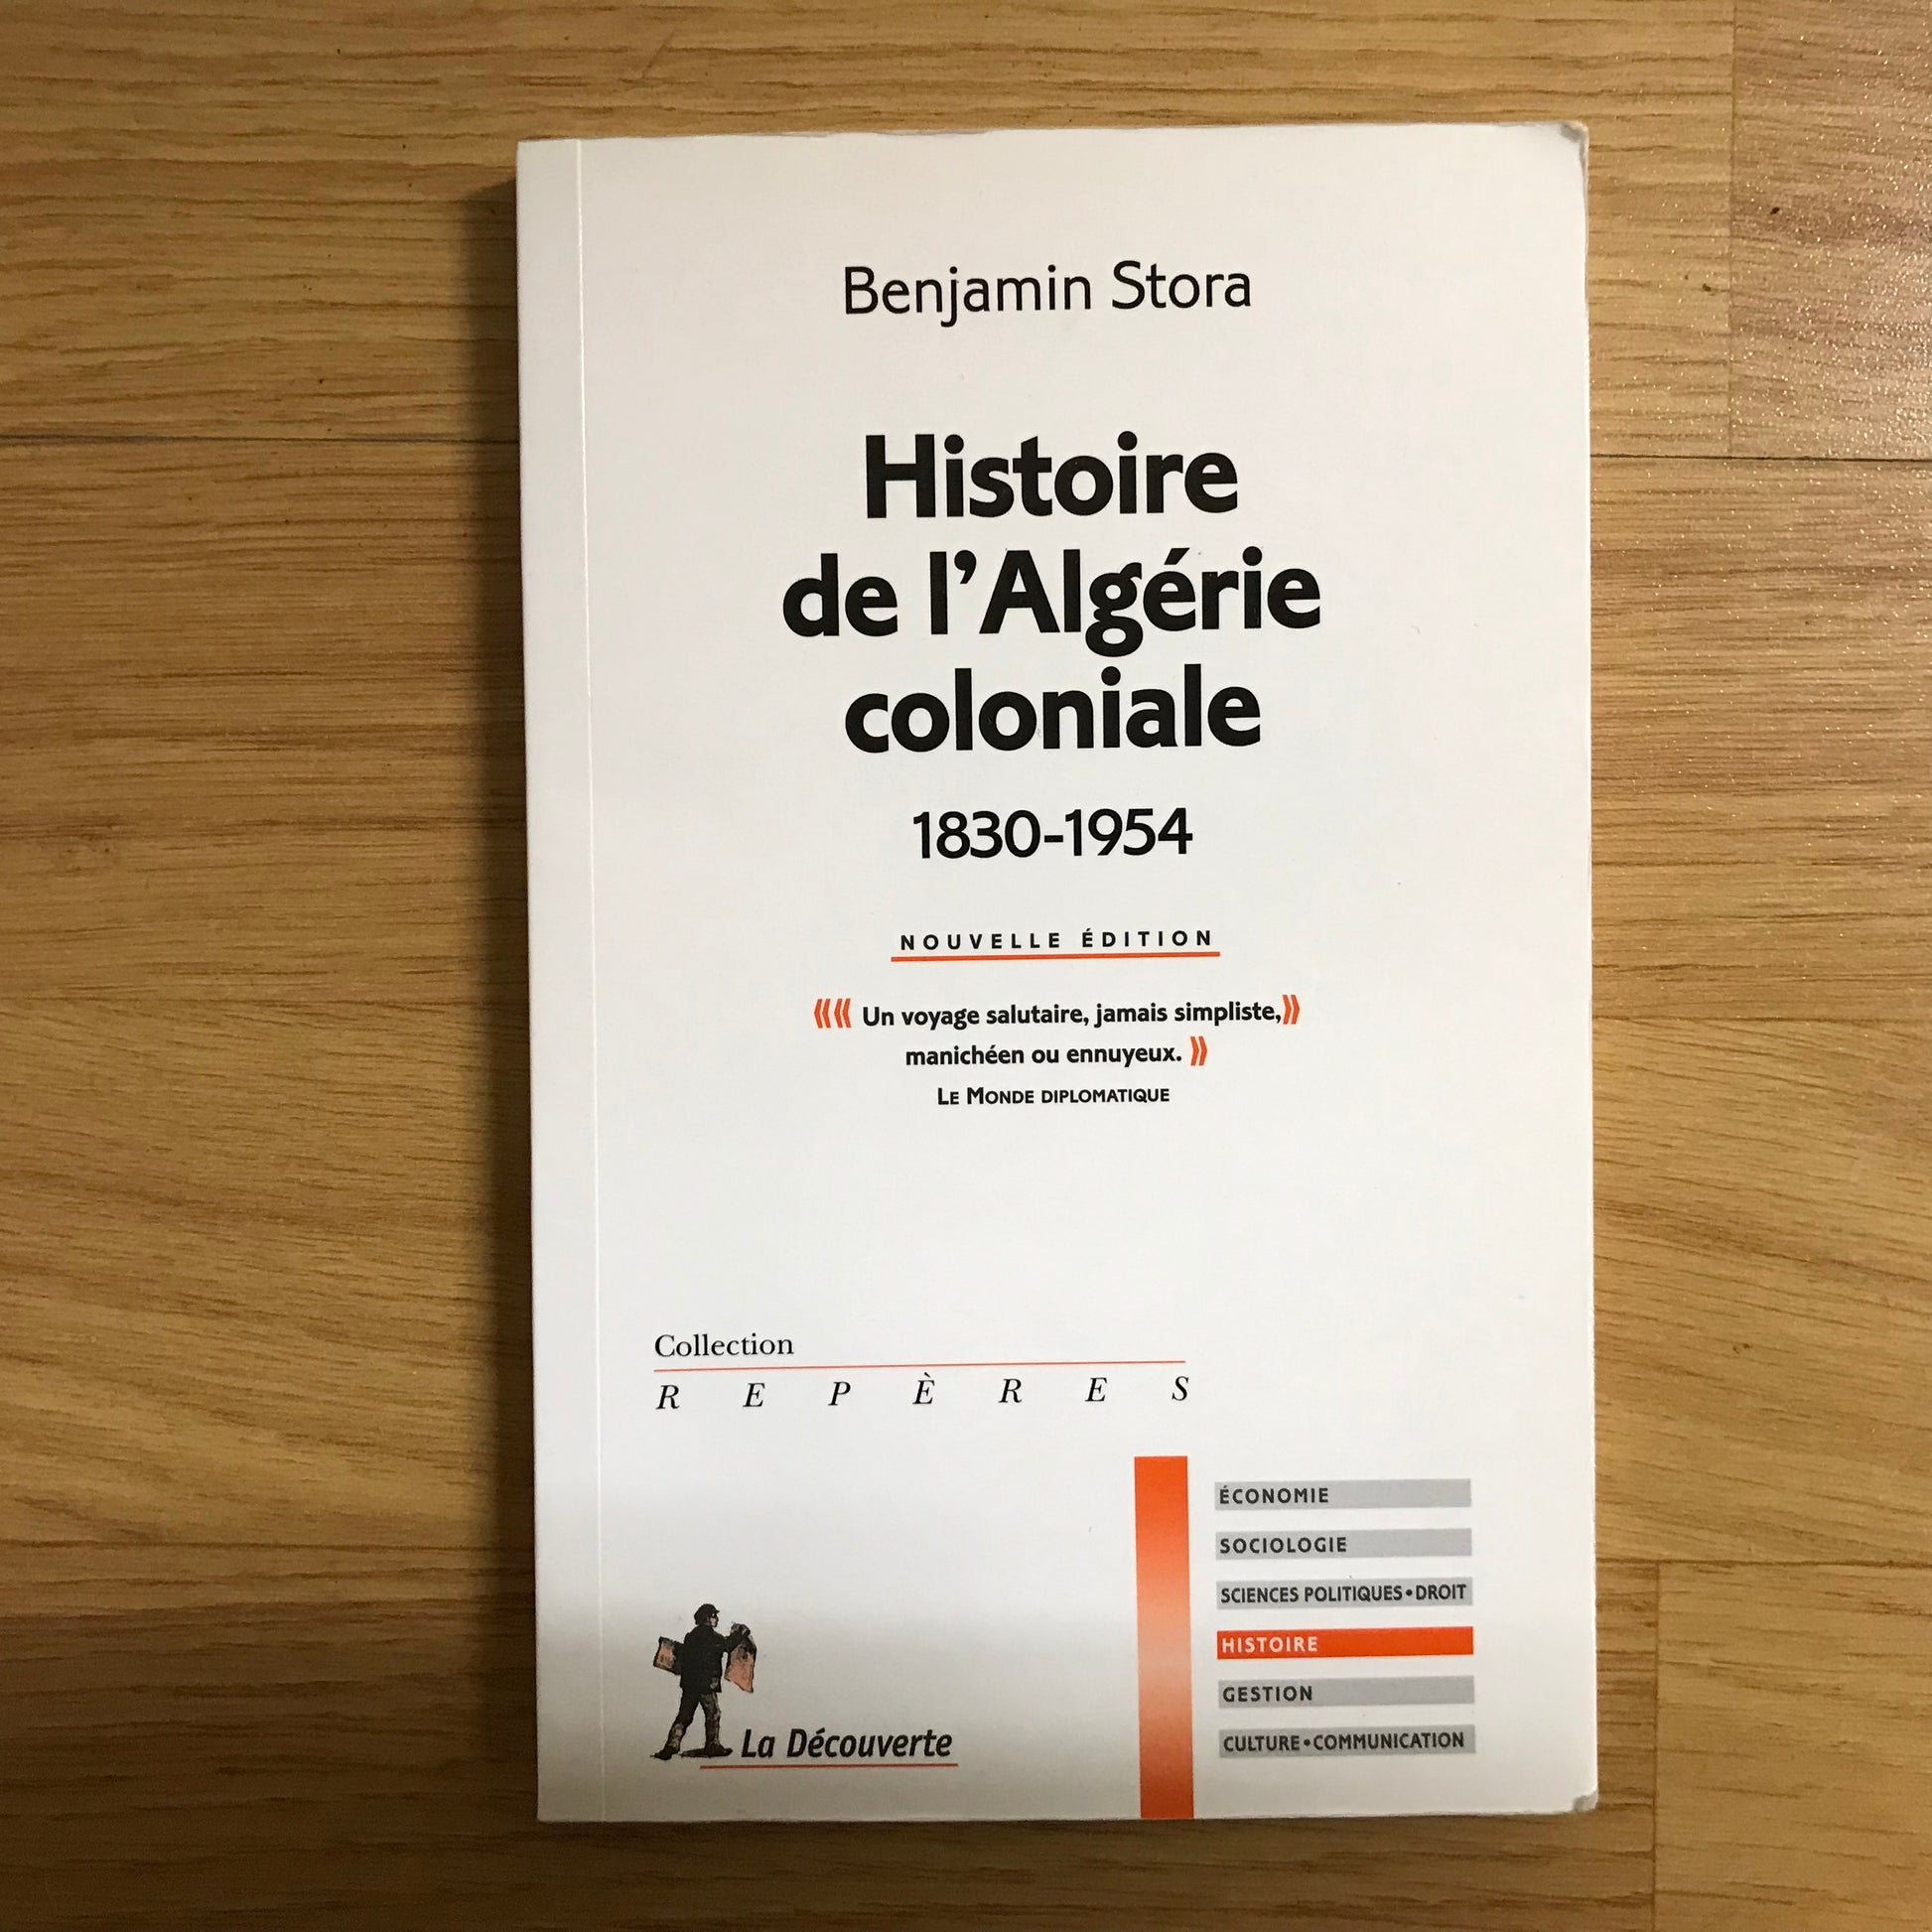 Benjamin Stora
Histoire
de l’Algérie
coloniale
1830-1954
NOUVELLE ÉDITION
«« Un voyage salutaire, jamais simpliste,»
manichéen ou ennuyeux. »
LE MONDE DIPLOMATIQUE
Collection
REPÈRES
ÉCONOMIE
SOCIOLOGIE
SCIENCES POLITIQUES•DROIT
HISTOIRE
GESTION
CULTURE•COMMUNICATION
La Découverte